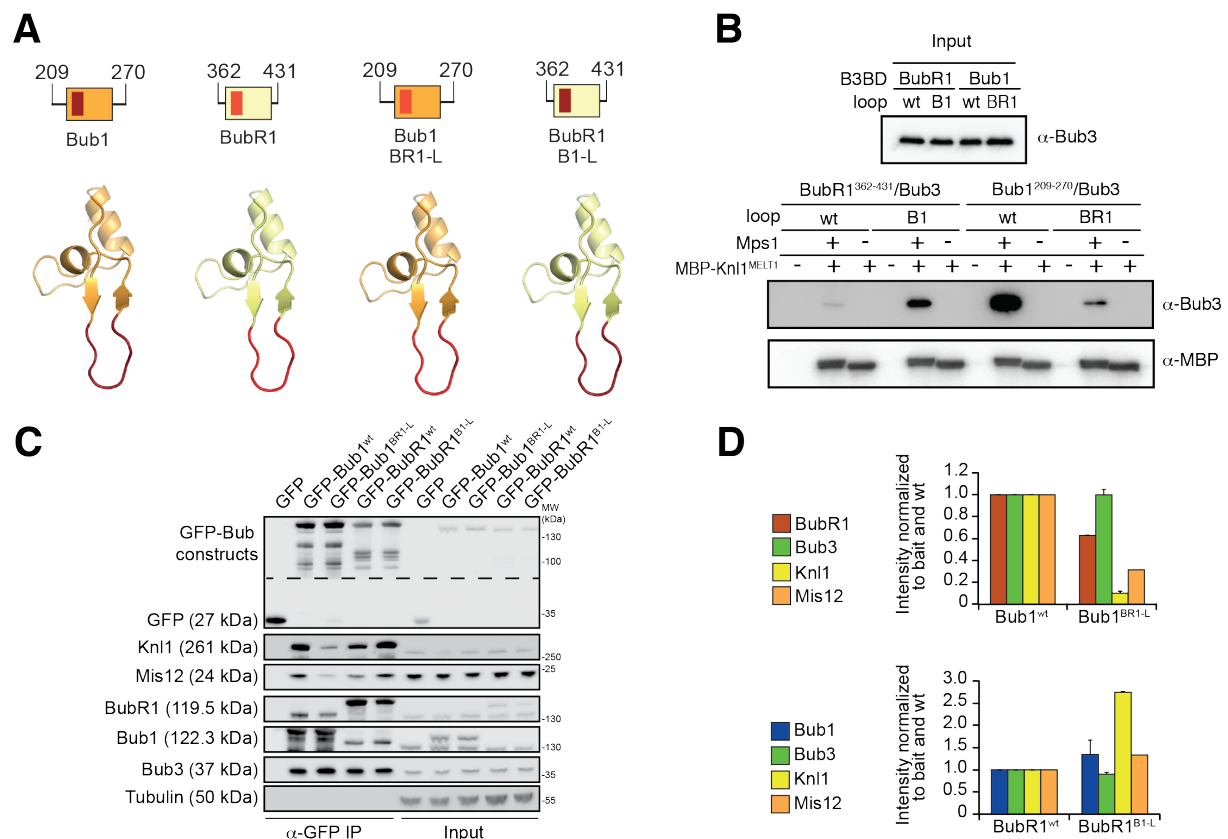 A
209 270
Bub1
362 431
BubR1
209 270
Bub1
BR1-L
362 431
BubR1
B1-L
B
Input
B3BD BubR1 Bub1
loop wt B1 wt BR1
α-Bub3
BubR1362-431/Bub3 Bub1209-270/Bub3
loop wt B1 wt BR1
Mps1 + - + - + - + -
MBP-Knl1MELT1 - + + - + + - + + - + +
α-Bub3
α-MBP
C
GFP
GFP-Bub1wt
GFP-Bub1BR1-L
GFP-BubR1wt
GFP-BubR1B1-L
GFP
GFP-Bub1wt
GFP-Bub1BR1-L
GFP-BubR1wt
GFP-BubR1B1-L
MW
(kDa)
GFP-Bub
constructs
-130
-100
-35
GFP (27 kDa)
Knl1 (261 kDa)
-250
-25
Mis12 (24 kDa)
BubR1 (119.5 kDa)
-130
Bub1 (122.3 kDa)
-130
Bub3 (37 kDa)
-35
Tubulin (50 kDa)
-55
α-GFP IP Input
D
BubR1
Bub3
Knl1
Mis12
Intensity normalized
to bait and wt
1.2
1.0
0.8
0.6
0.4
0.2
0
Bub1wt Bub1BR1-L
Bub1
Bub3
Knl1
Mis12
Intensity normalized
to bait and wt
3.0
2.5
2.0
1.5
1.0
0.5
0
BubR1wt BubR1B1-L